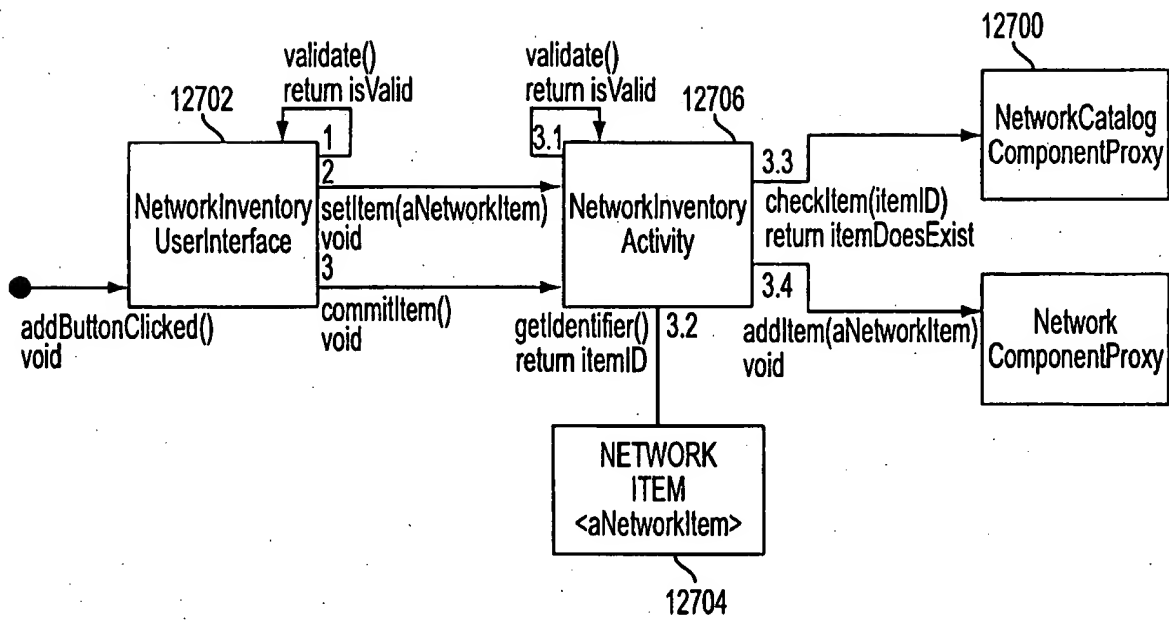 12700
validate()
return isValid
validate()
return isValid
12702
12706
1
3.1
NetworkCatalog
ComponentProxy
2
3.3
NetworkInventory
UserInterface
setItem(aNetworkItem)
void
NetworkInventory
Activity
checkItem(itemID)
return itemDoesExist
3
3.4
addButtonClicked()
void
commitItem()
void
getIdentifier()
return itemID
3.2
addItem(aNetworkItem)
void
Network
ComponentProxy
NETWORK
ITEM
<aNetworkItem>
12704